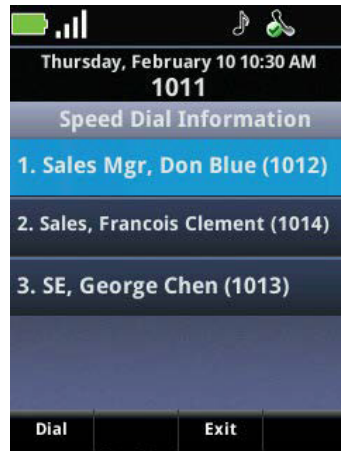 Thursday, February 10 10:30 AM
1011
Speed Dial Information
1. Sales Mgr, Don Blue (1012)
2. Sales, Francois Clement (1014)
3. SE, George Chen (1013)
Dial Exit